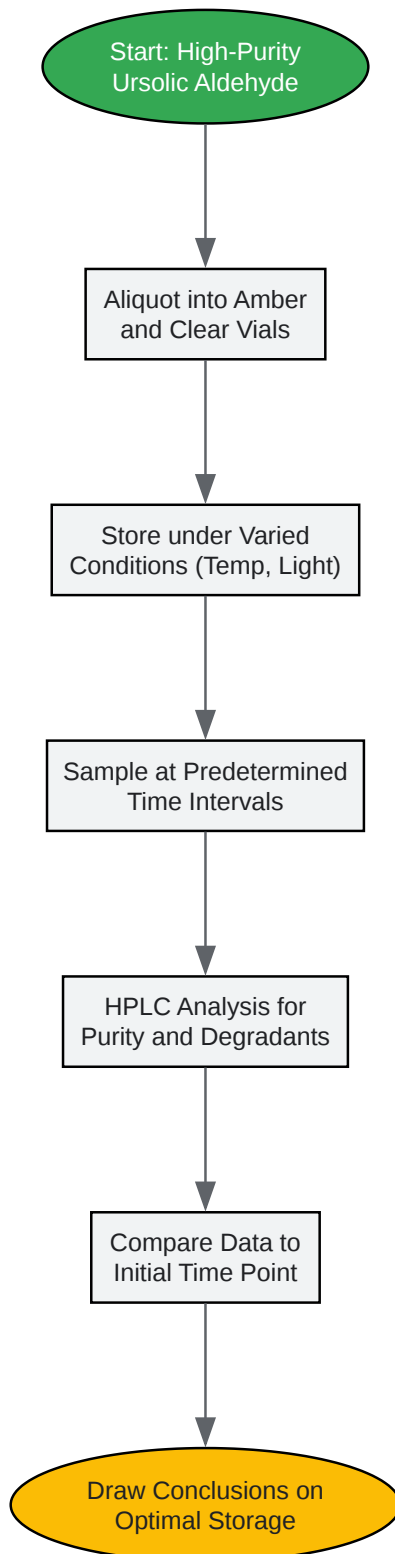 Start: High-Purity
Ursolic Aldehyde
Aliquot into Amber
and Clear Vials
Store under Varied
Conditions (Temp, Light)
Sample at Predetermined
Time Intervals
HPLC Analysis for
Purity and Degradants
Compare Data to
Initial Time Point
Draw Conclusions on
Optimal Storage